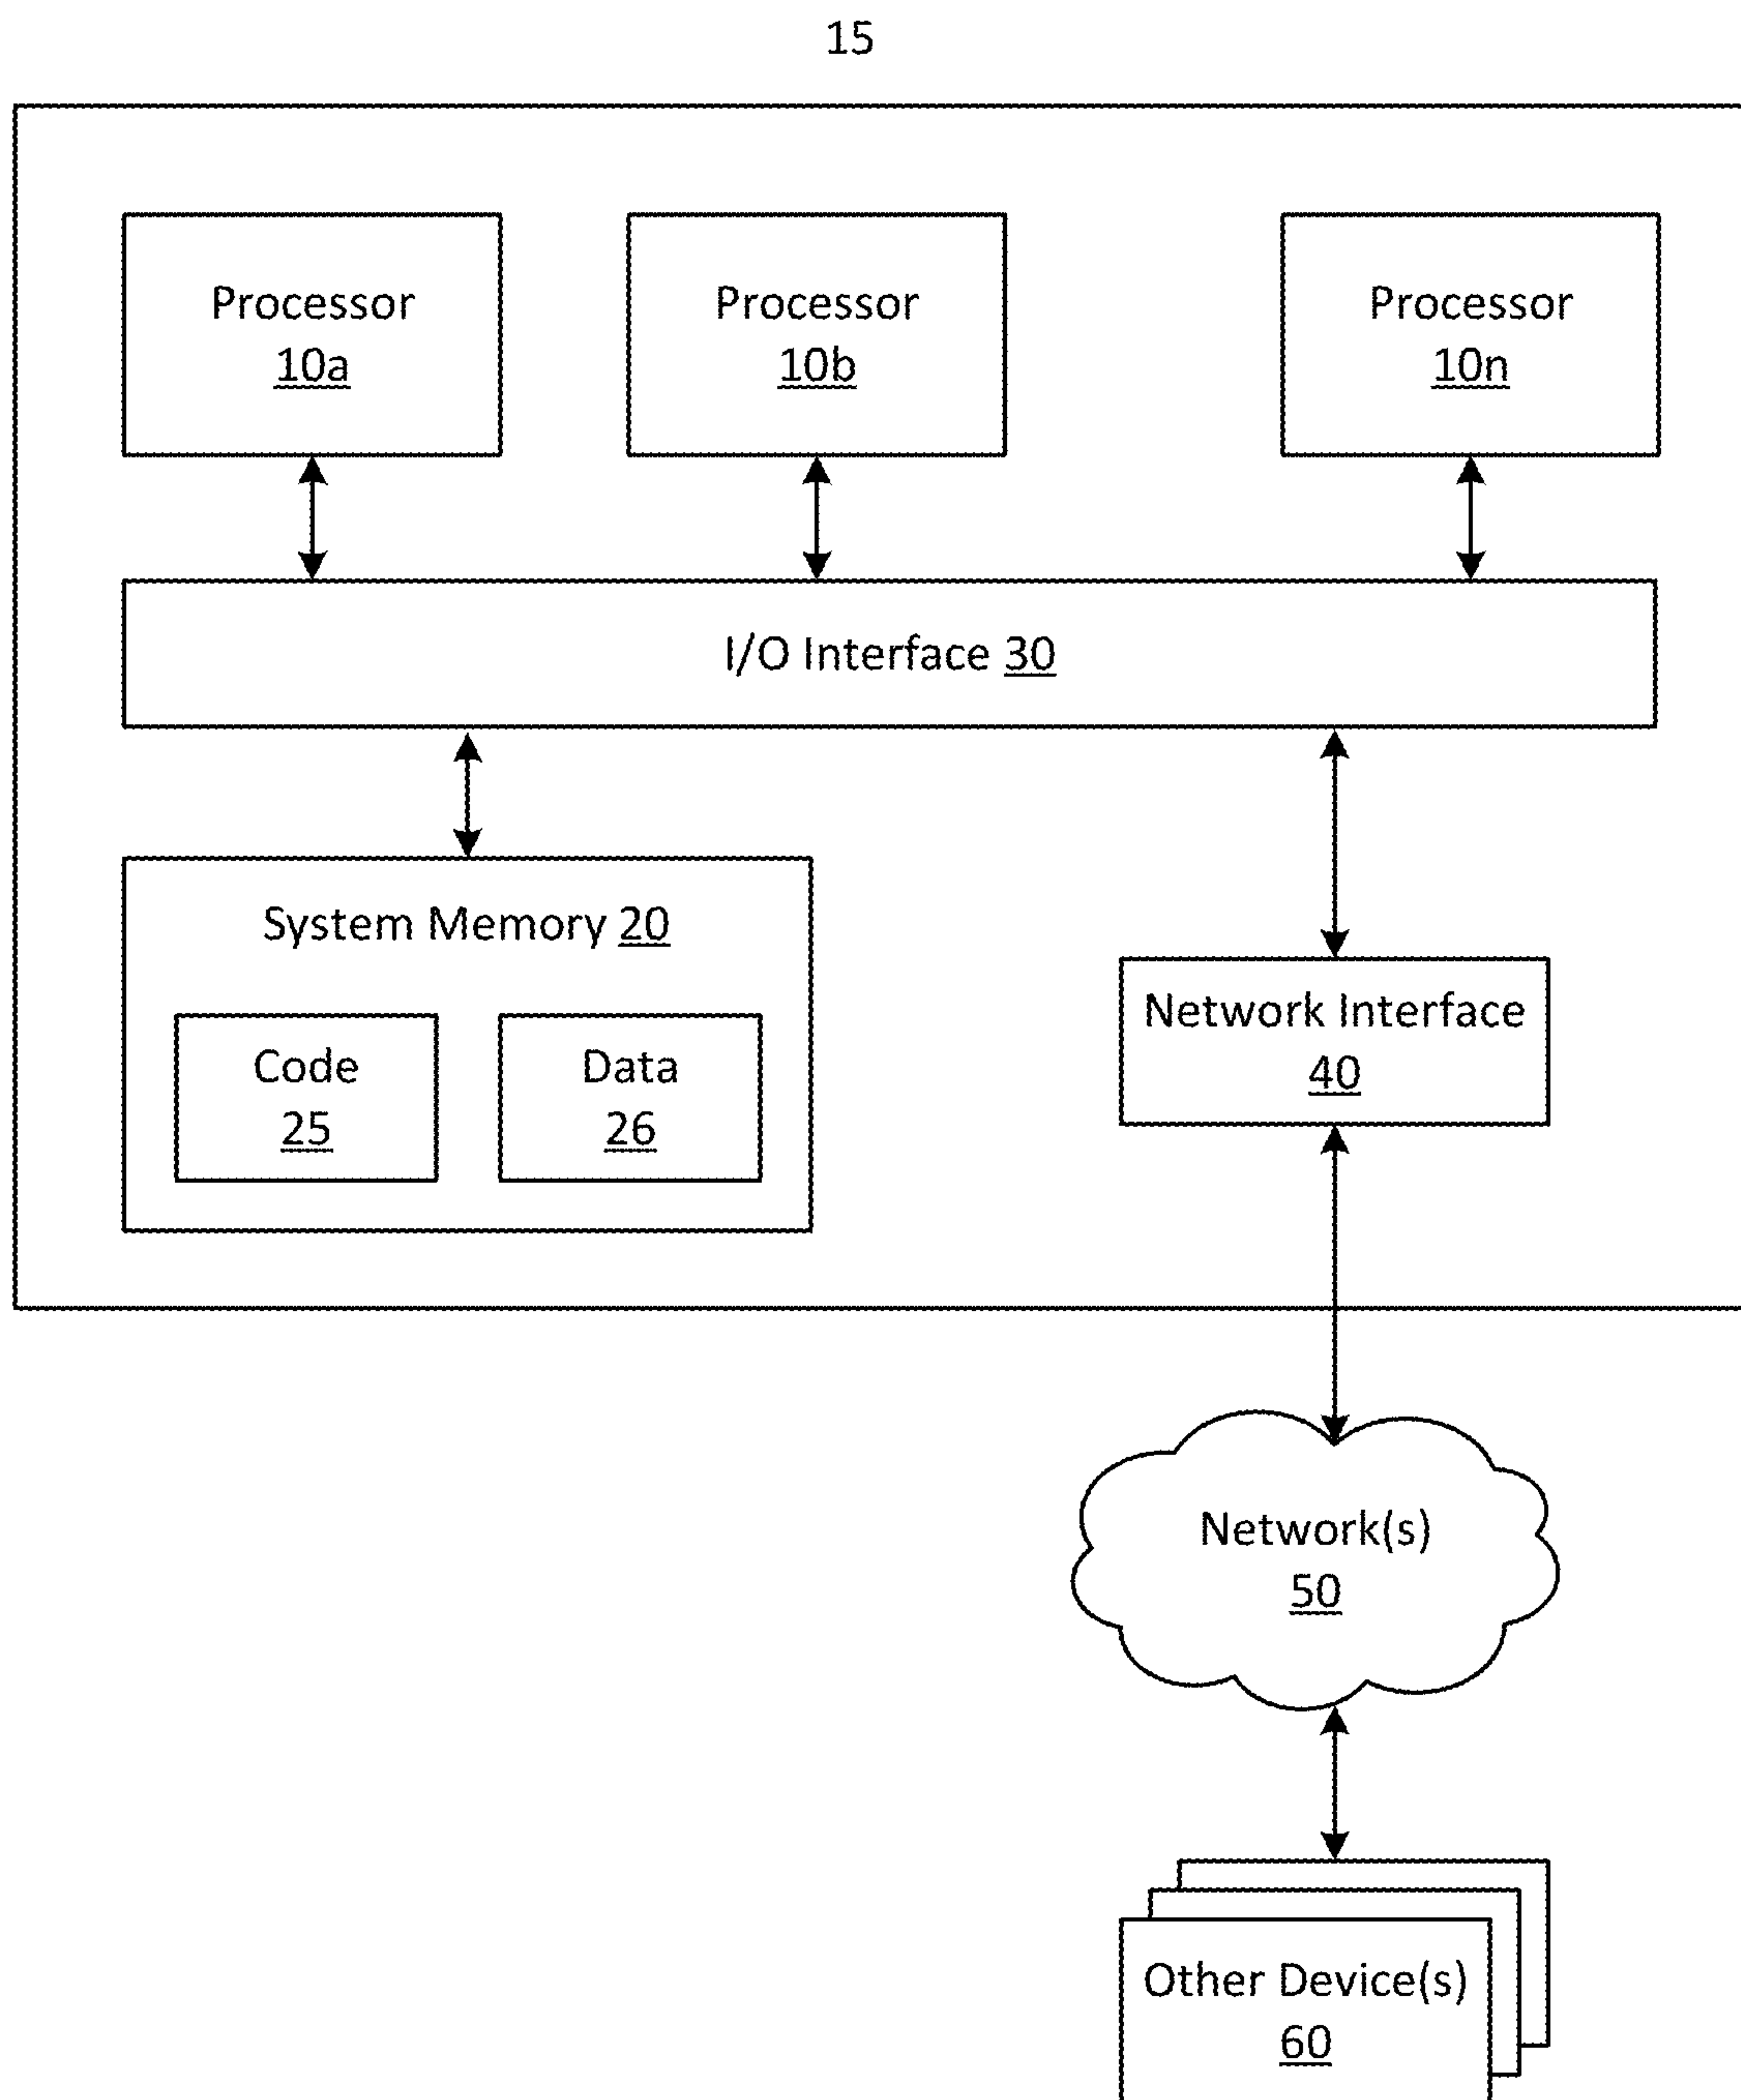 15
Processor
10a
Processor
10b
Processor
10n
I/O Interface 30
System Memory 20
Code
25
Data
26
Network Interface
40
Network(s)
50
Other Device(s)
60